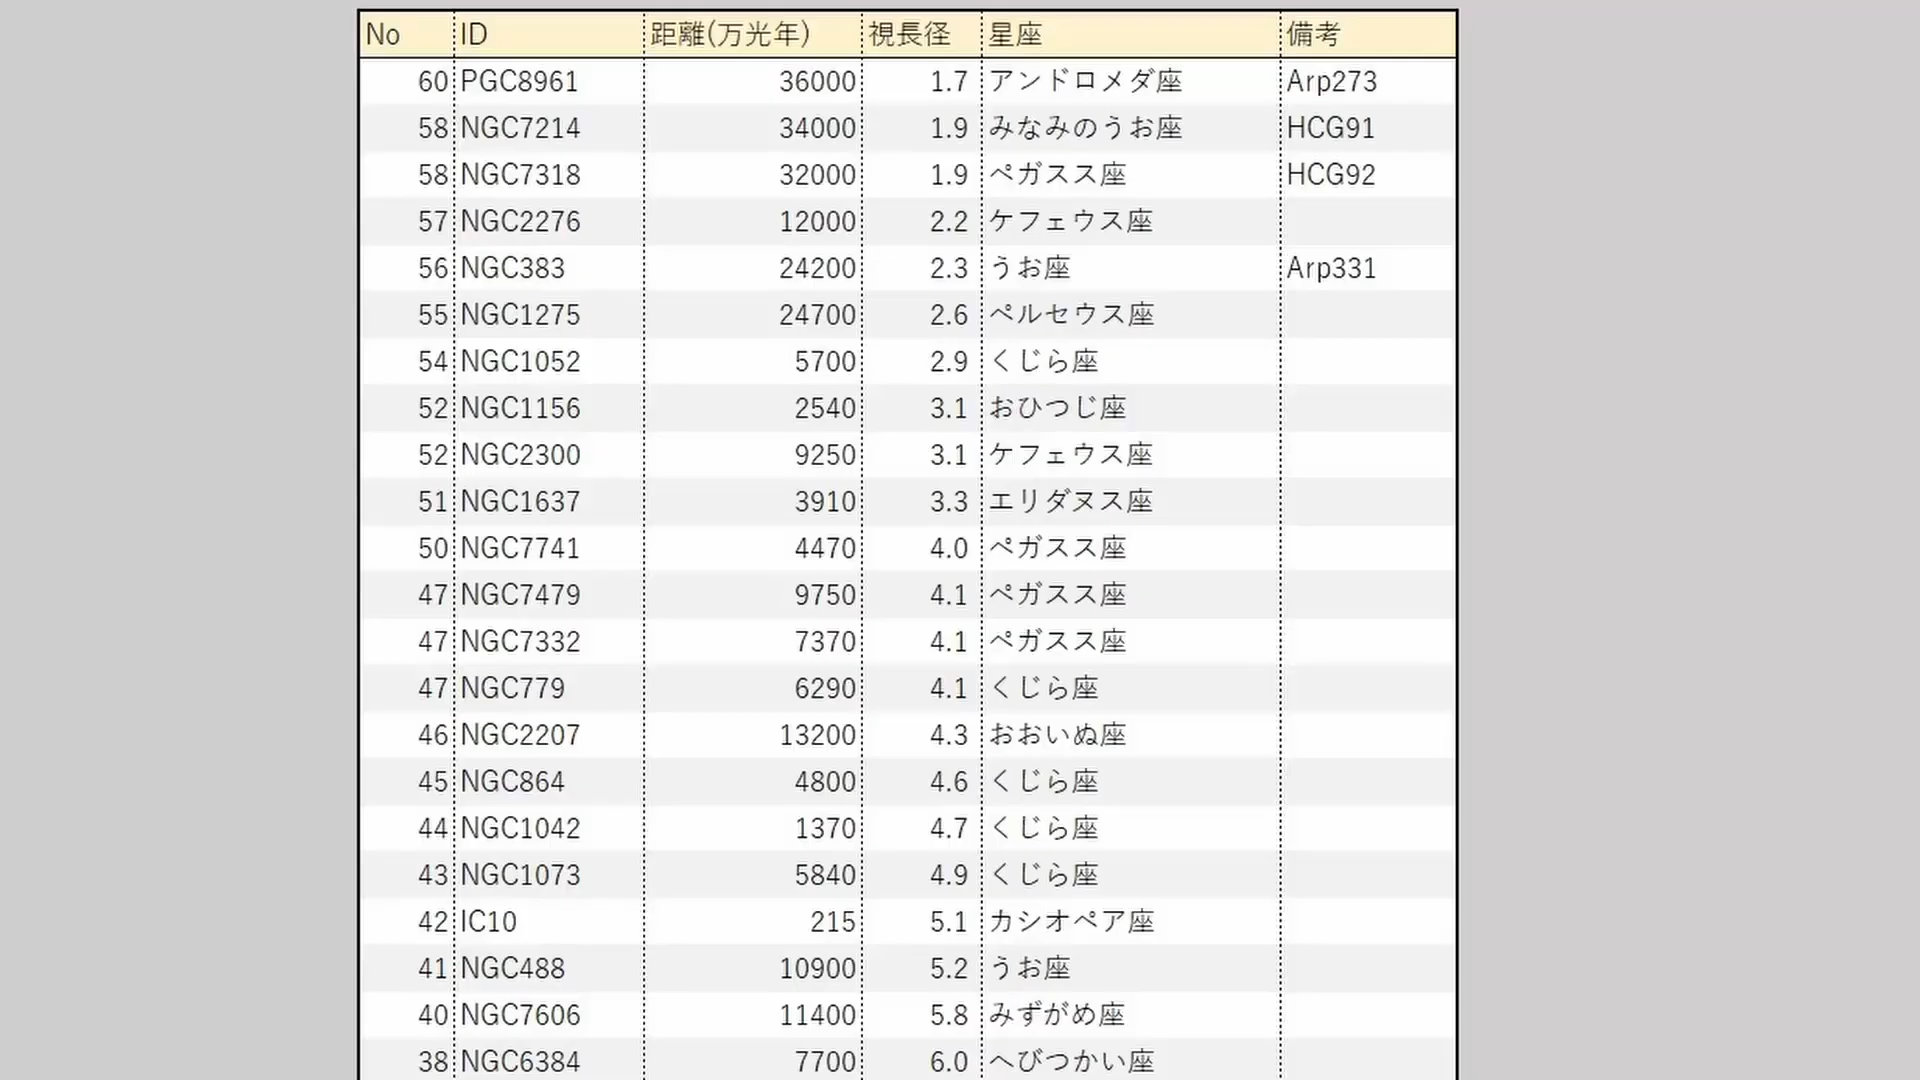 No ID 距離(万光年) 視長径 星座 備考
60 PGC8961 36000 1.7 アンドロメダ座 Arp273
58 NGC7214 34000 1.9 みなみのうお座 HCG91
58 NGC7318 32000 1.9 ペガスス座 HCG92
57 NGC2276 12000 2.2 ケフェウス座
56 NGC383 24200 2.3 うお座 Arp331
55 NGC1275 24700 2.6 ペルセウス座
54 NGC1052 5700 2.9 くじら座
52 NGC1156 2540 3.1 おひつじ座
52 NGC2300 9250 3.1 ケフェウス座
51 NGC1637 3910 3.3 エリダヌス座
50 NGC7741 4470 4.0 ペガスス座
47 NGC7479 9750 4.1 ペガスス座
47 NGC7332 7370 4.1 ペガスス座
47 NGC779 6290 4.1 くじら座
46 NGC2207 13200 4.3 おおいぬ座
45 NGC864 4800 4.6 くじら座
44 NGC1042 1370 4.7 くじら座
43 NGC1073 5840 4.9 くじら座
42 IC10 215 5.1 カシオペア座
41 NGC488 10900 5.2 うお座
40 NGC7606 11400 5.8 みずがめ座
38 NGC6384 7700 6.0 へびつかい座